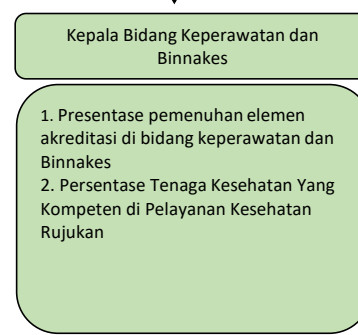 Kepala Bidang Keperawatan dan
Binnakes
1. Presentase pemenuhan elemen
akreditasi di bidang keperawatan dan
Binnakes
2. Persentase Tenaga Kesehatan Yang
Kompeten di Pelayanan Kesehatan
Rujukan